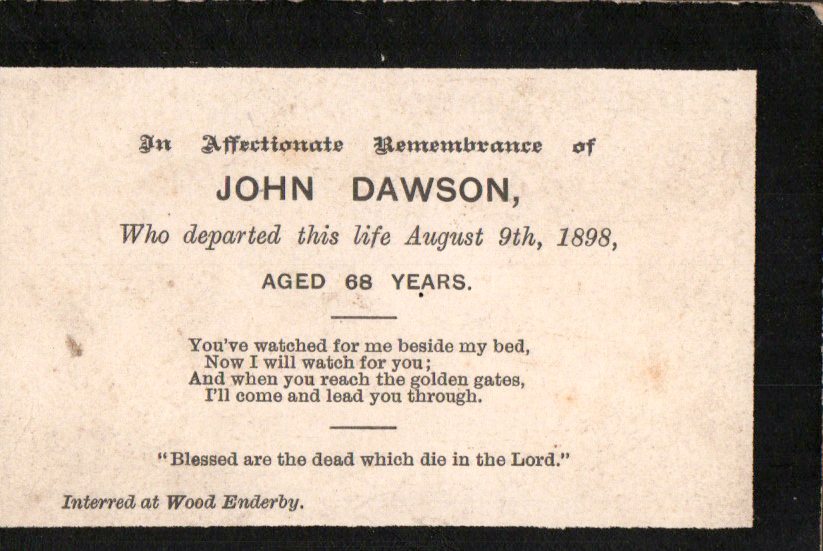 In Affectionate Remembrance of
JOHN DAWSON,
Who departed this life August 9th, 1898,
AGED 68 YEARS.
You've watched for me beside my bed,
Now I will watch for you;
And when you reach the golden gates,
I'll come and lead you through.
"Blessed are the dead which die in the Lord."
Interred at Wood Enderby.